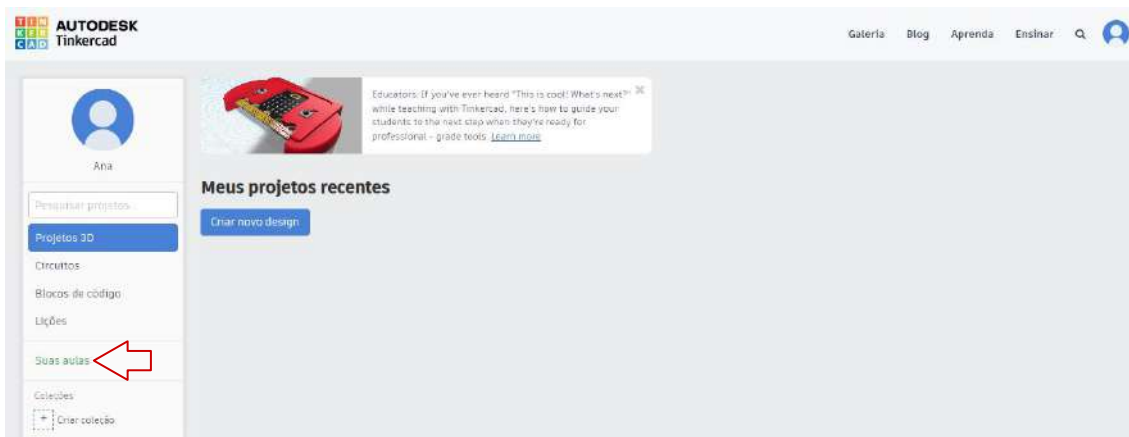 TIN
KER
CAD
AUTODESK
Tinkercad
Galeria Blog Aprenda Ensinar
Ana
Pesquisar projetos...
Projetos 3D
Circuitos
Blocos de código
Lições
Suas aulas
Coleções
+ Criar coleção
Educators: If you've ever heard "This is cool! What's next?"
while teaching with Tinkercad, here's how to guide your
students to the next step when they're ready for
professional - grade tools. Learn more
Meus projetos recentes
Criar novo design